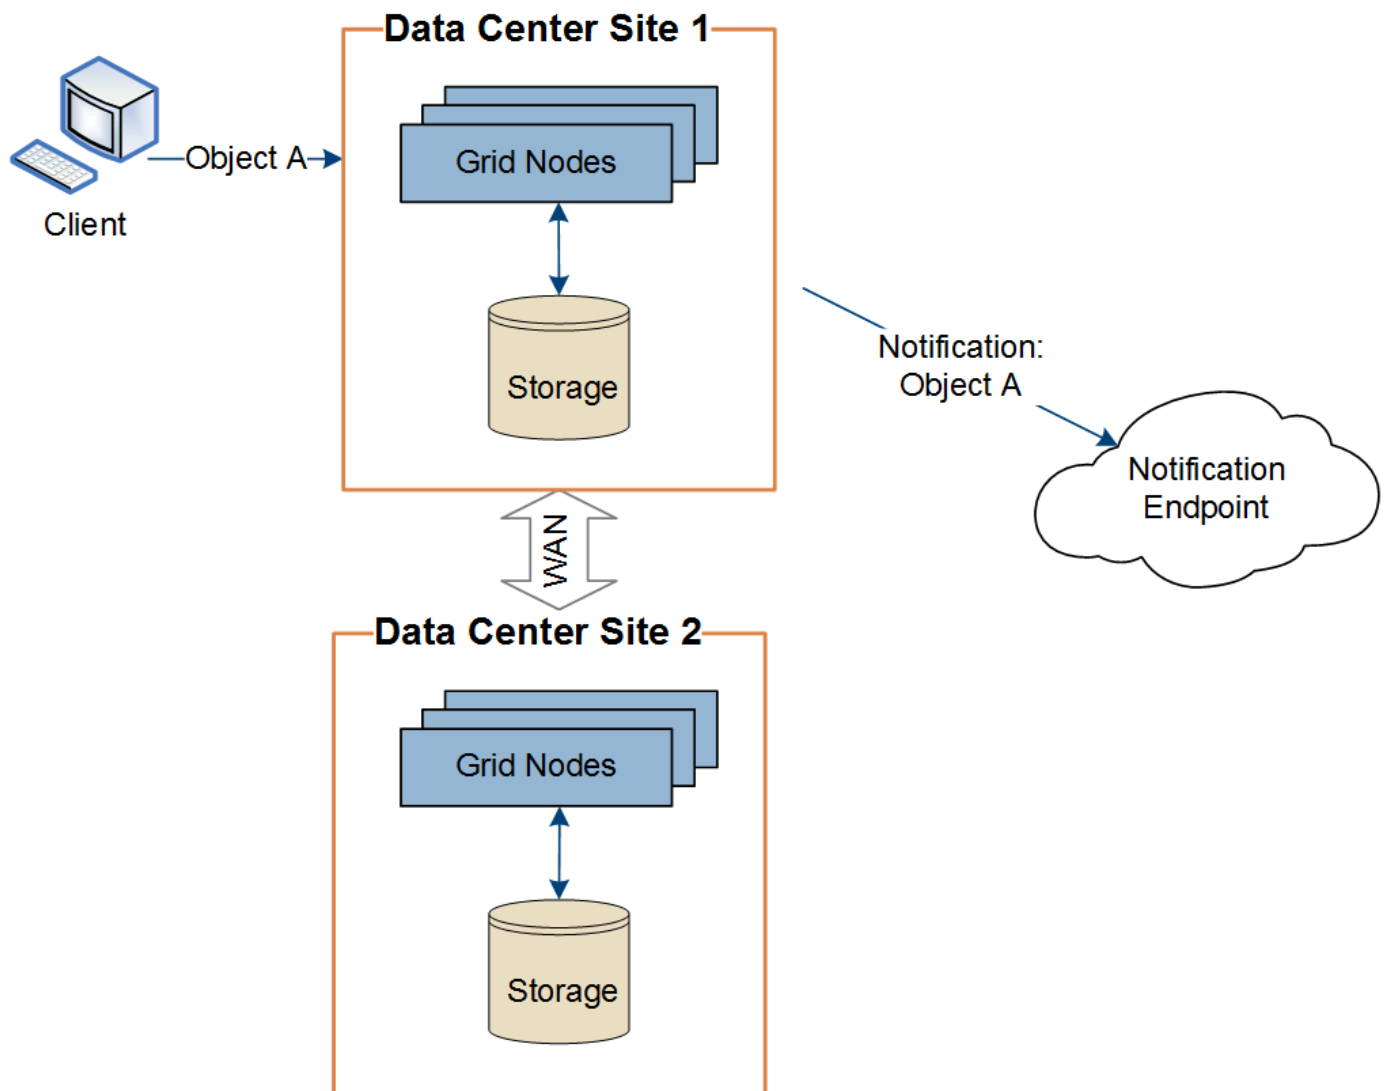 Data Center Site 1
Grid Nodes
Object A
Client
Storage
Notification:
Object A
Notification
Endpoint
WAN
Data Center Site 2
Grid Nodes
Storage